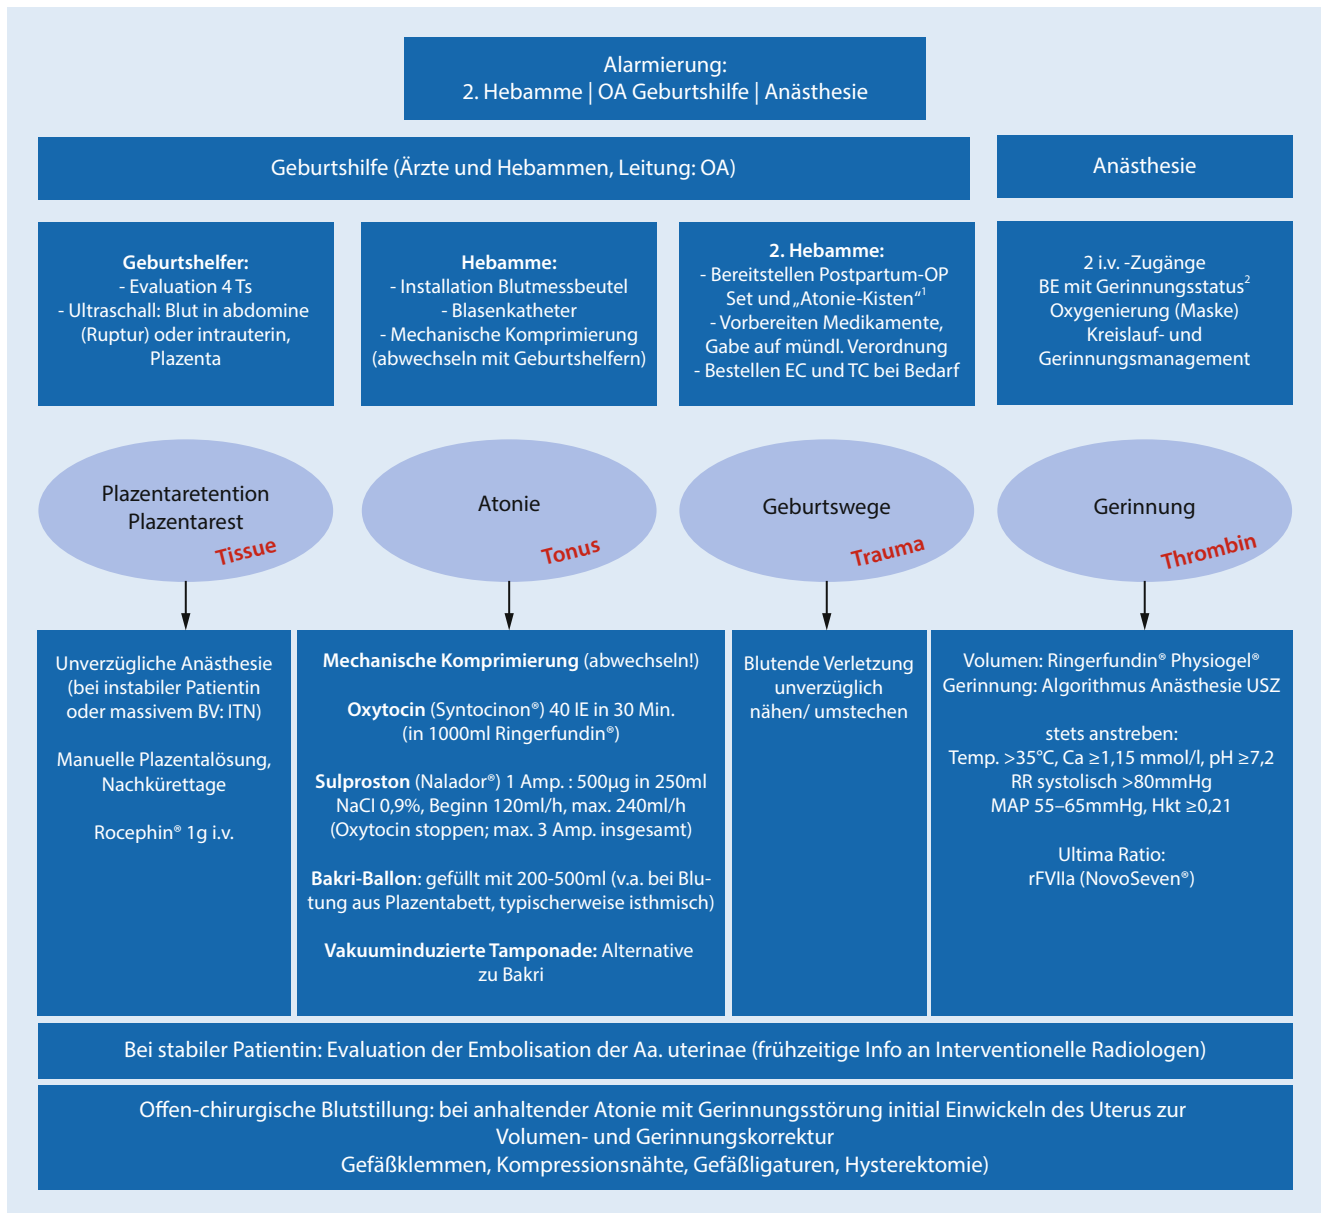 Alarmierung:
2. Hebamme | OA Geburtshilfe | Anästhesie
Geburtshilfe (Ärzte und Hebammen, Leitung: OA)
Anästhesie
Geburtshelfer:
- Evaluation 4 Ts
- Ultraschall: Blut in abdomine
(Ruptur) oder intrauterin,
Plazenta
Hebamme:
- Installation Blutmessbeutel
- Blasenkatheter
- Mechanische Komprimierung
(abwechseln mit Geburtshelfern)
2. Hebamme:
- Bereitstellen Postpartum-OP
Set und „Atonie-Kisten“¹
- Vorbereiten Medikamente,
Gabe auf mündl. Verordnung
- Bestellen EC und TC bei Bedarf
2 i.v. -Zugänge
BE mit Gerinnungsstatus²
Oxygenierung (Maske)
Kreislauf- und
Gerinnungsmanagement
Plazentaretention
Plazentarest
Tissue
Atonie
Tonus
Geburtswege
Trauma
Gerinnung
Thrombin
Unverzügliche Anästhesie
(bei instabiler Patientin
oder massivem BV: ITN)
Manuelle Plazentalösung,
Nachkürettage
Rocephin® 1g i.v.
Mechanische Komprimierung (abwechseln!)
Oxytocin (Syntocinon®) 40 IE in 30 Min.
(in 1000ml Ringerfundin®)
Sulproston (Nalador®) 1 Amp. : 500µg in 250ml
NaCl 0,9%, Beginn 120ml/h, max. 240ml/h
(Oxytocin stoppen; max. 3 Amp. insgesamt)
Bakri-Ballon: gefüllt mit 200-500ml (v.a. bei Blu-
tung aus Plazentabett, typischerweise isthmisch)
Vakuuminduzierte Tamponade: Alternative
zu Bakri
Blutende Verletzung
unverzüglich
nähen/ umstechen
Volumen: Ringerfundin® Physiogel®
Gerinnung: Algorithmus Anästhesie USZ
stets anstreben:
Temp. >35°C, Ca ≥1,15 mmol/l, pH ≥7,2
RR systolisch >80mmHg
MAP 55–65mmHg, Hkt ≥0,21
Ultima Ratio:
rFVIIa (NovoSeven®)
Bei stabiler Patientin: Evaluation der Embolisation der Aa. uterinae (frühzeitige Info an Interventionelle Radiologen)
Offen-chirurgische Blutstillung: bei anhaltender Atonie mit Gerinnungsstörung initial Einwickeln des Uterus zur
Volumen- und Gerinnungskorrektur
Gefäßklemmen, Kompressionsnähte, Gefäßligaturen, Hysterektomie)